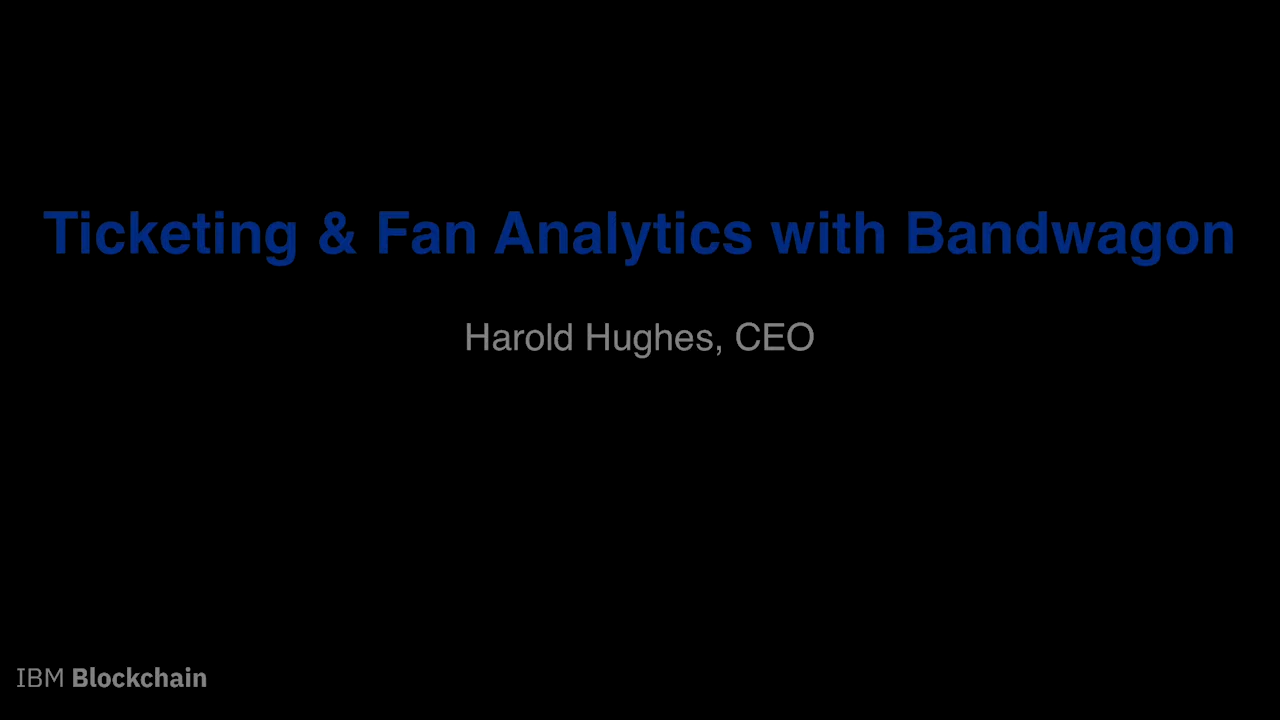 Ticketing & Fan Analytics with Bandwagon
Harold Hughes, CEO
IBM Blockchain